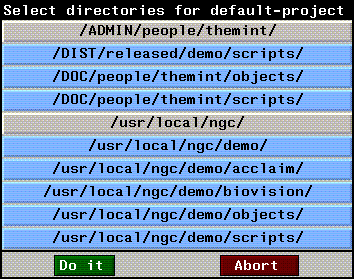 Select directories for default-project
/ADMIN/people/themint/
/DIST/released/demo/scripts/
/DOC/people/themint/objects/
/DOC/people/themint/scripts/
/usr/local/ngc/
/usr/local/ngc/demo/
/usr/local/ngc/demo/acclaim/
/usr/local/ngc/demo/biovision/
/usr/local/ngc/demo/objects/
/usr/local/ngc/demo/scripts/
Do it Abort